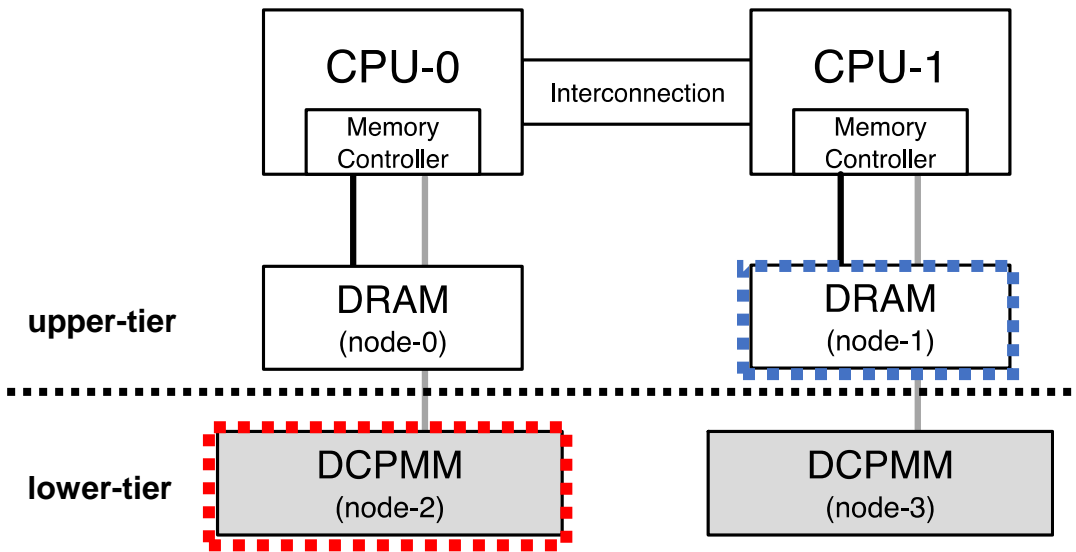 CPU-0
CPU-1
Interconnection
Memory
Controller
Memory
Controller
DRAM
(node-0)
DRAM
(node-1)
upper-tier
DCPMM
(node-2)
DCPMM
(node-3)
lower-tier